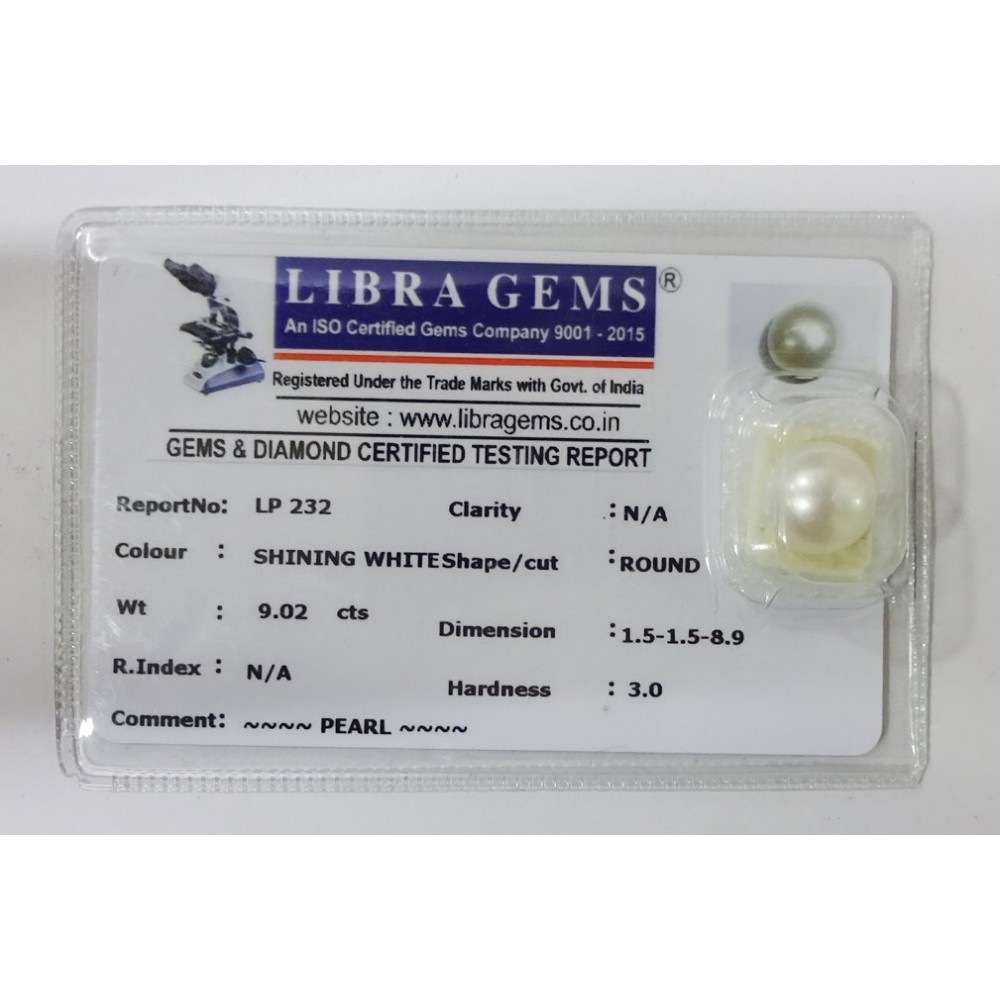 LIBRA GEMS®
An ISO Certified Gems Company 9001 - 2015
Registered Under the Trade Marks with Govt. of India
website : www.libragems.co.in
GEMS & DIAMOND CERTIFIED TESTING REPORT
ReportNo: LP 232 Clarity : N/A
Colour : SHINING WHITE Shape/cut : ROUND
Wt : 9.02 cts Dimension : 1.5-1.5-8.9
R.Index : N/A Hardness : 3.0
Comment: ~~~~ PEARL ~~~~